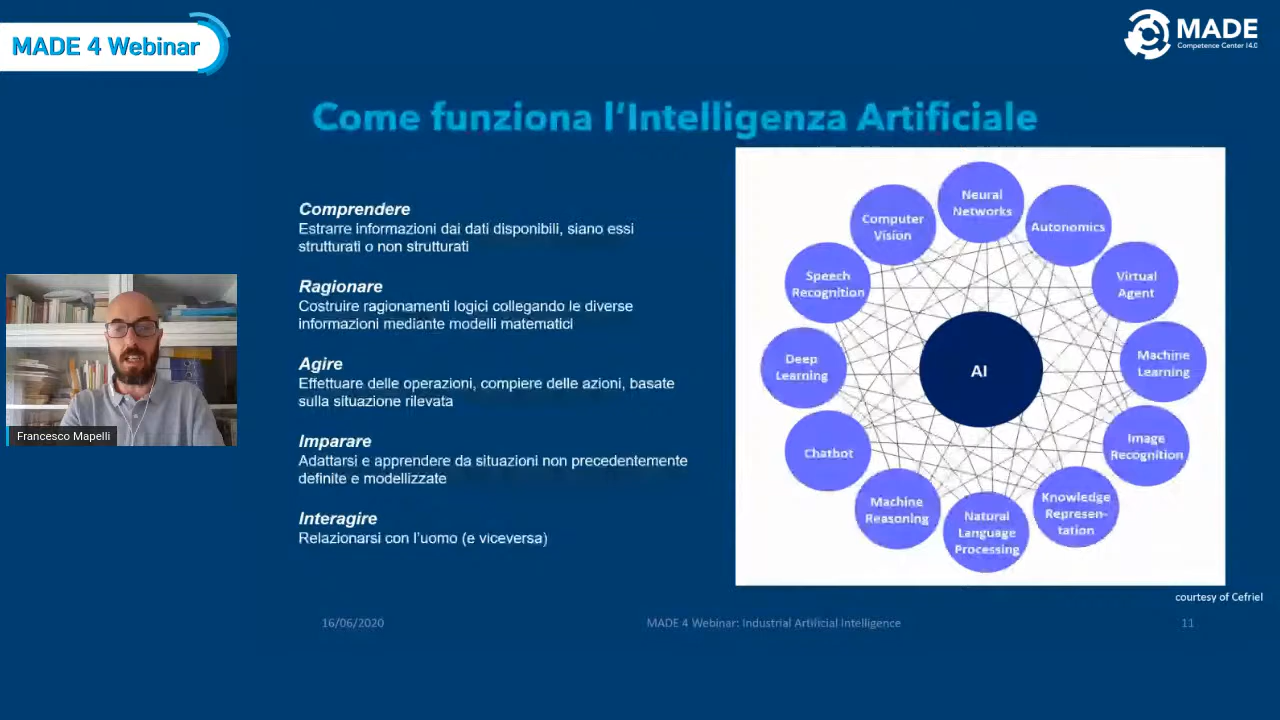 MADE 4 Webinar
MADE
Competence Center I4.0
Come funziona l'Intelligenza Artificiale
Comprendere
Estrarre informazioni dai dati disponibili, siano essi
strutturati o non strutturati
Ragionare
Costruire ragionamenti logici collegando le diverse
informazioni mediante modelli matematici
Agire
Effettuare delle operazioni, compiere delle azioni, basate
sulla situazione rilevata
Imparare
Adattarsi e apprendere da situazioni non precedentemente
definite e modellizzate
Interagire
Relazionarsi con l'uomo (e viceversa)
Neural
Networks
Autonomics
Virtual
Agent
Machine
Learning
Image
Recognition
Knowledge
Represen-
tation
Natural
Language
Processing
Machine
Reasoning
Chatbot
Deep
Learning
Speech
Recognition
Computer
Vision
AI
courtesy of Cefriel
Francesco Mapelli
16/06/2020
MADE 4 Webinar: Industrial Artificial Intelligence
11